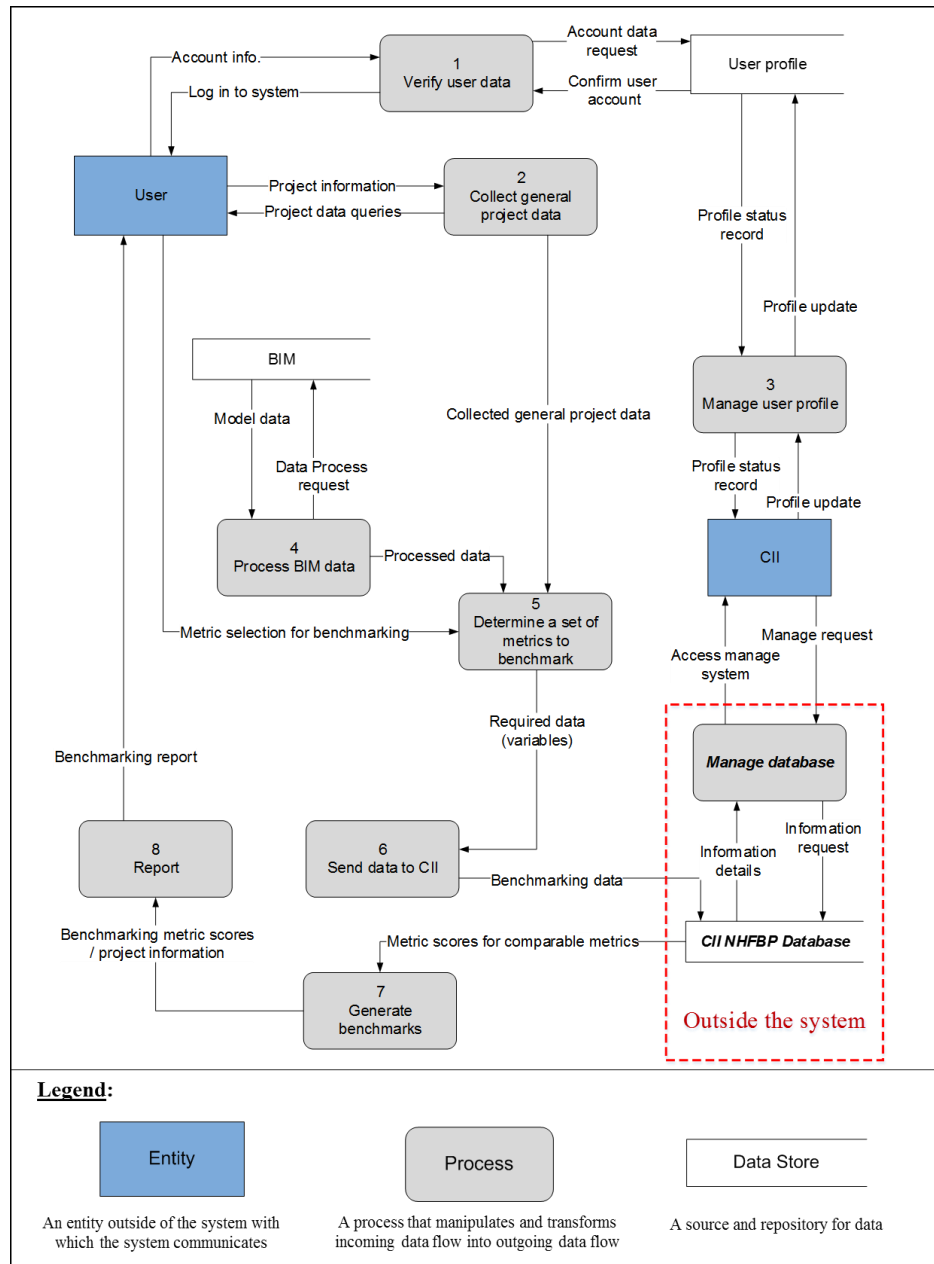 Account data
request
1
Verify user data
User profile
Account info.
Confirm user
account
Log in to system
User
Project information
Project data queries
2
Collect general
project data
Profile status
record
Profile update
BIM
3
Manage user profile
Model data
Collected general project data
Data Process
request
Profile status
record
Profile update
4
Process BIM data
Processed data
CII
5
Determine a set of
metrics to
benchmark
Metric selection for benchmarking
Manage request
Access manage
system
Required data
(variables)
Manage database
Benchmarking report
Information
request
Information
details
8
Report
6
Send data to CII
Benchmarking data
Benchmarking metric scores
/ project information
Metric scores for comparable metrics
CII NHFBP Database
7
Generate
benchmarks
Outside the system
Legend:
Entity
Process
Data Store
An entity outside of the system with
which the system communicates
A process that manipulates and transforms
incoming data flow into outgoing data flow
A source and repository for data